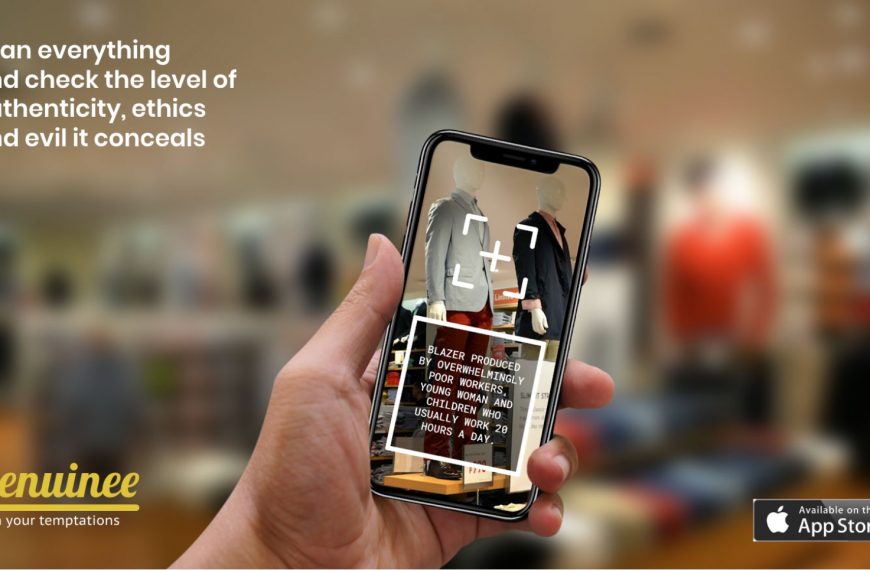 an everything
nd check the level of
uthenticity, ethics
nd evil it conceals
BLAZER PRODUCED
BY OVERWHELMINGLY
POOR WORKERS,
YOUNG WOMAN AND
CHILDREN WHO
USUALLY WORK 20
HOURS A DAY
enuinee
your temptations
Available on the
App Store